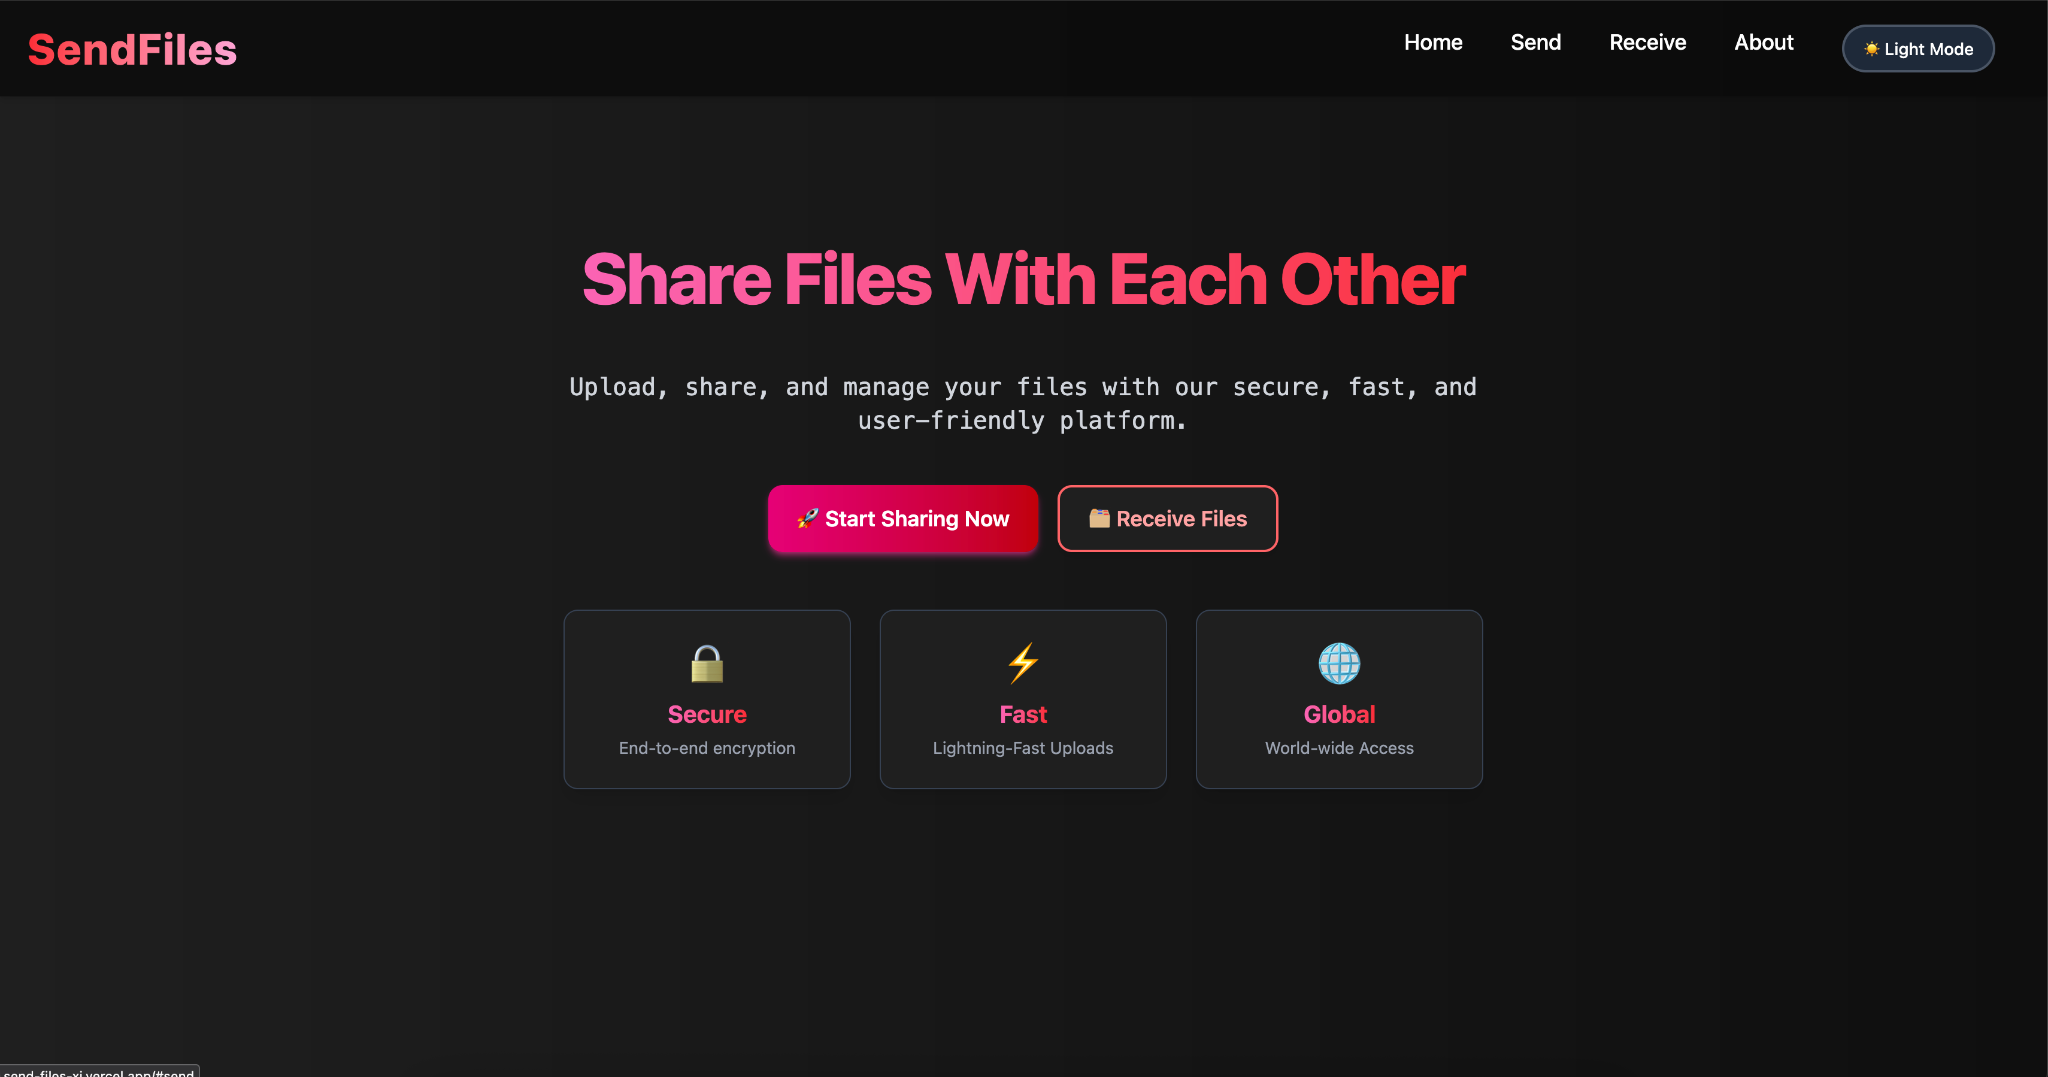 SendFiles
Home
Send
Receive
About
☀️ Light Mode
Share Files With Each Other
Upload, share, and manage your files with our secure, fast, and
user-friendly platform.
🚀 Start Sharing Now
🗂️ Receive Files
Secure
End-to-end encryption
Fast
Lightning-Fast Uploads
Global
World-wide Access
send-files-xi.vercel.app/#send